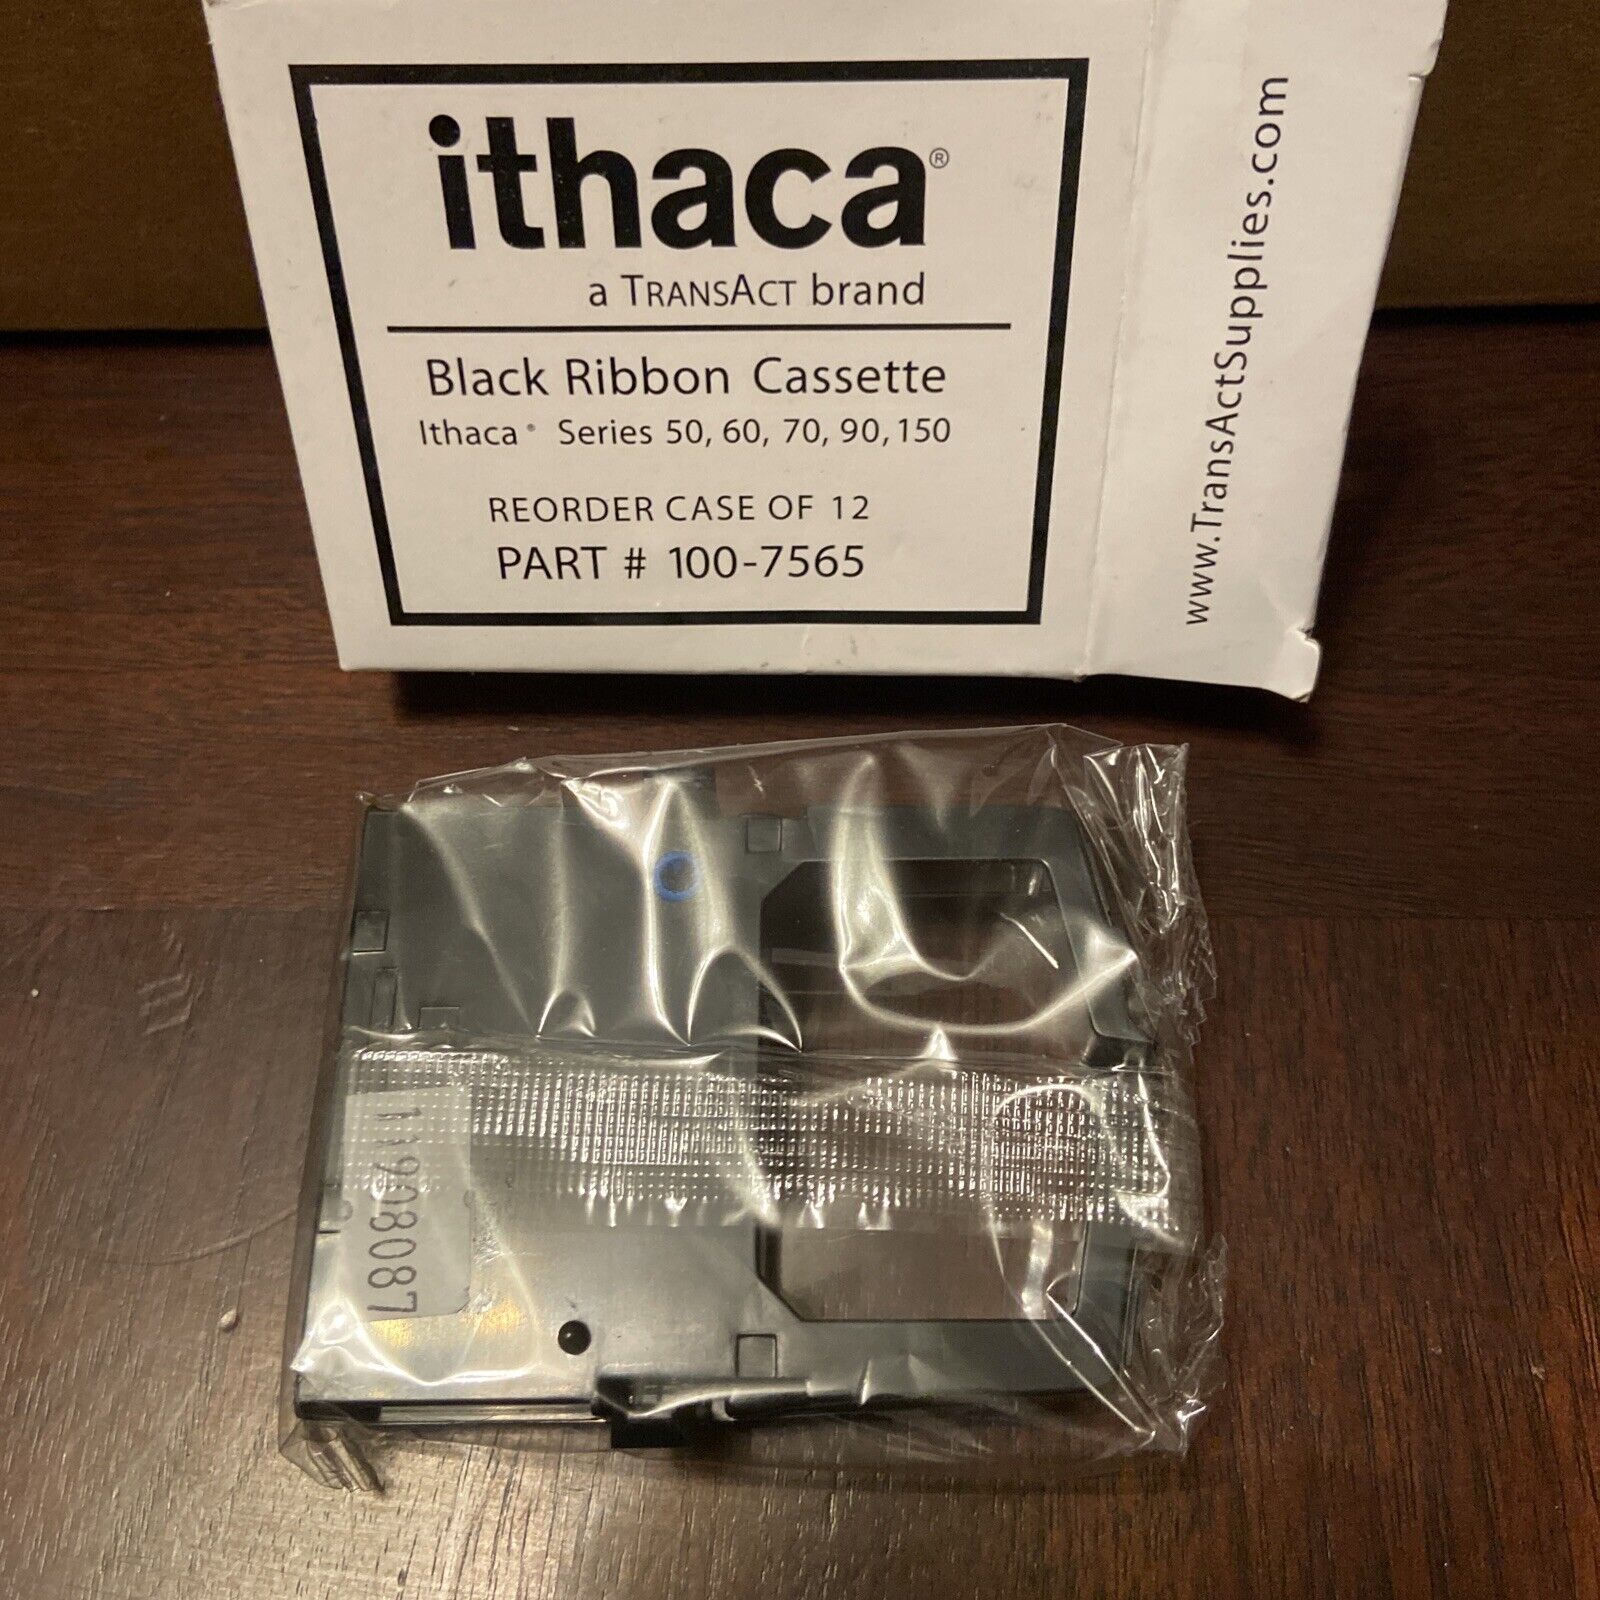 ithaca®
a TRANSACT brand
Black Ribbon Cassette
Ithaca® Series 50, 60, 70, 90, 150
REORDER CASE OF 12
PART # 100-7565
www.TransActSupplies.com
11908087